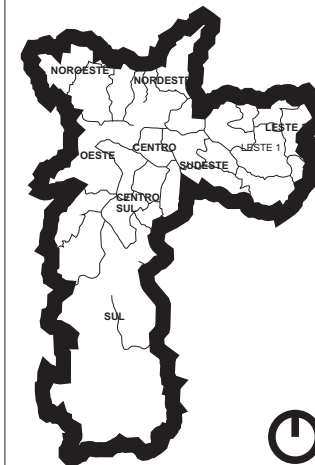 NOROESTE
NORDESTE
LESTE
LESTE 1
CENTRO
OESTE
SUDESTE
CENTRO
SUL
SUL